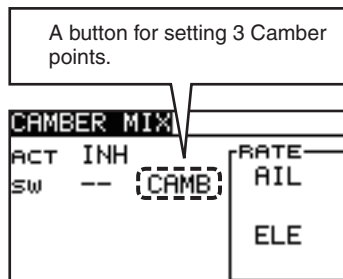 A button for setting 3 Camber
points.
CAMBER MIX
ACT INH
SW -- CAMB
RATE
AIL
ELE